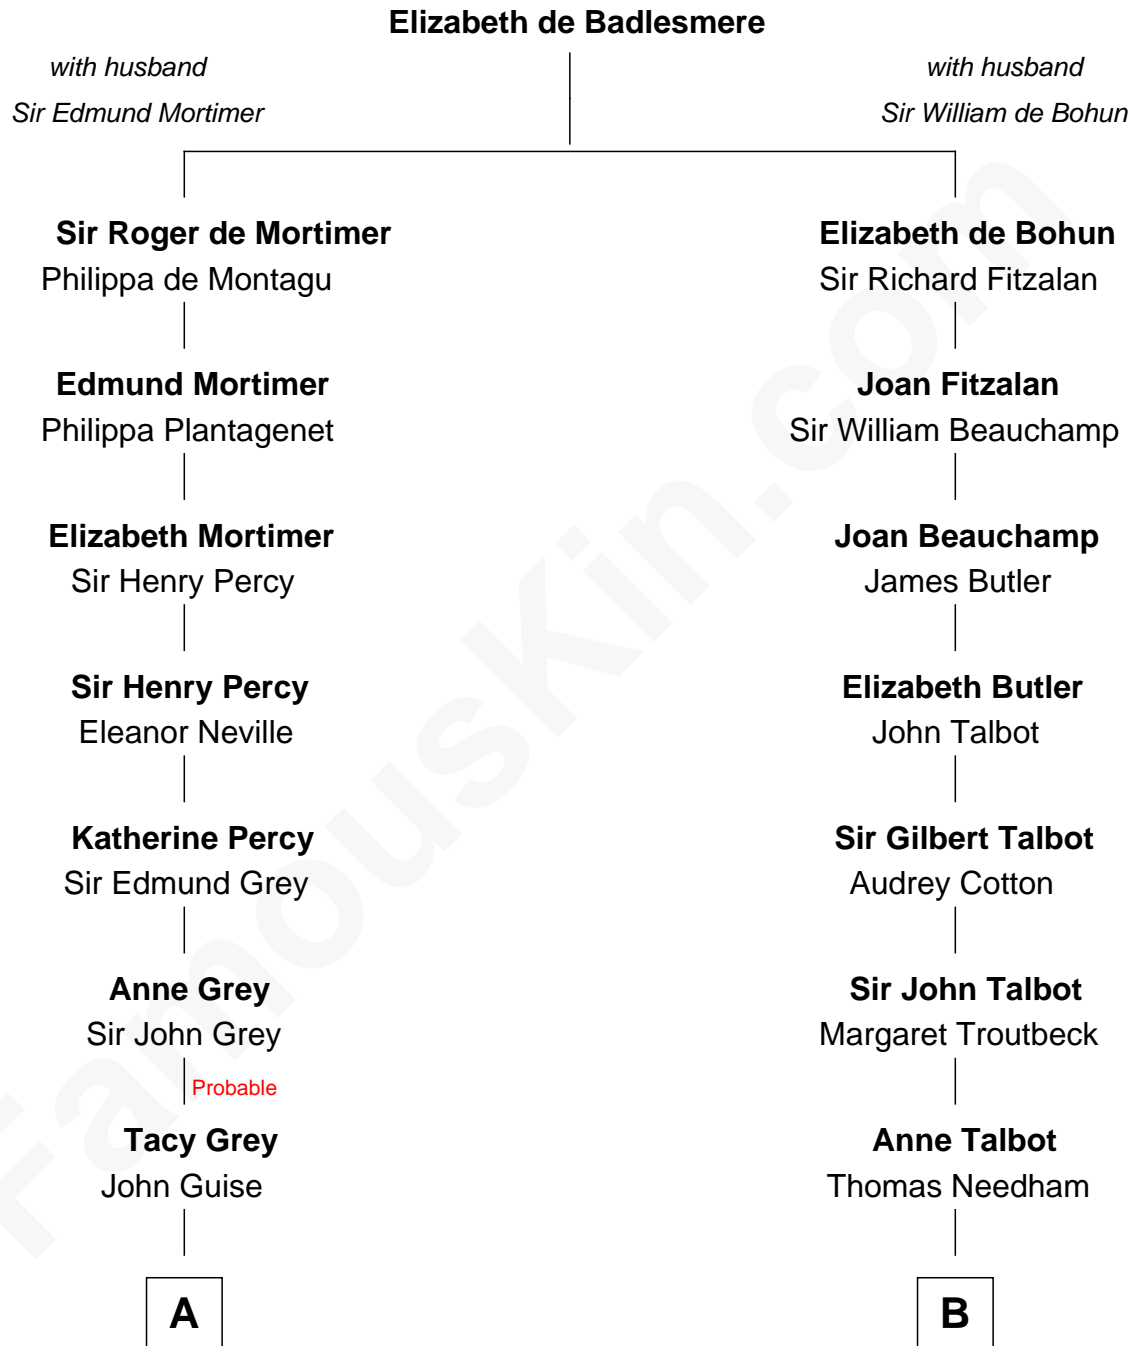 Elizabeth de Badlesmere
with husband
Sir Edmund Mortimer
with husband
Sir William de Bohun
Sir Roger de Mortimer
Philippa de Montagu
Elizabeth de Bohun
Sir Richard Fitzalan
Edmund Mortimer
Philippa Plantagenet
Joan Fitzalan
Sir William Beauchamp
Elizabeth Mortimer
Sir Henry Percy
Joan Beauchamp
James Butler
Sir Henry Percy
Eleanor Neville
Elizabeth Butler
John Talbot
Katherine Percy
Sir Edmund Grey
Sir Gilbert Talbot
Audrey Cotton
Anne Grey
Sir John Grey
Sir John Talbot
Margaret Troutbeck
Probable
Tacy Grey
John Guise
Anne Talbot
Thomas Needham
A
B
FamousKin.com